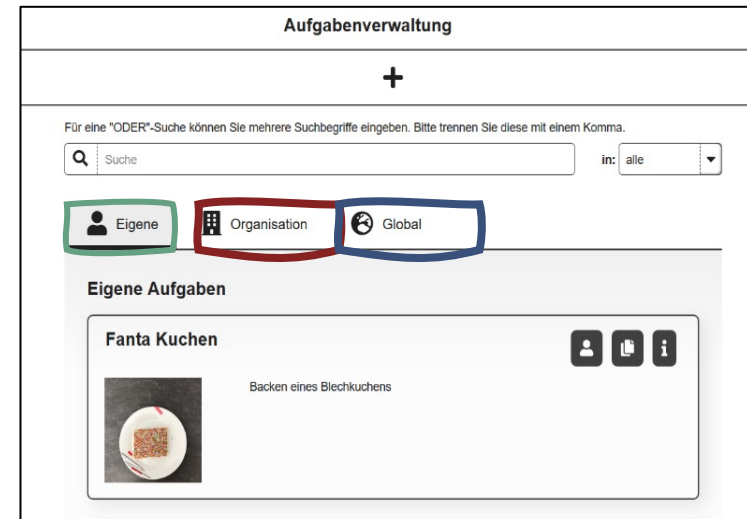 Aufgabenverwaltung
Für eine "ODER"-Suche können Sie mehrere Suchbegriffe eingeben. Bitte trennen Sie diese mit einem Komma.
Suche in: alle
Eigene Organisation Global
Eigene Aufgaben
Fanta Kuchen
Backen eines Blechkuchens